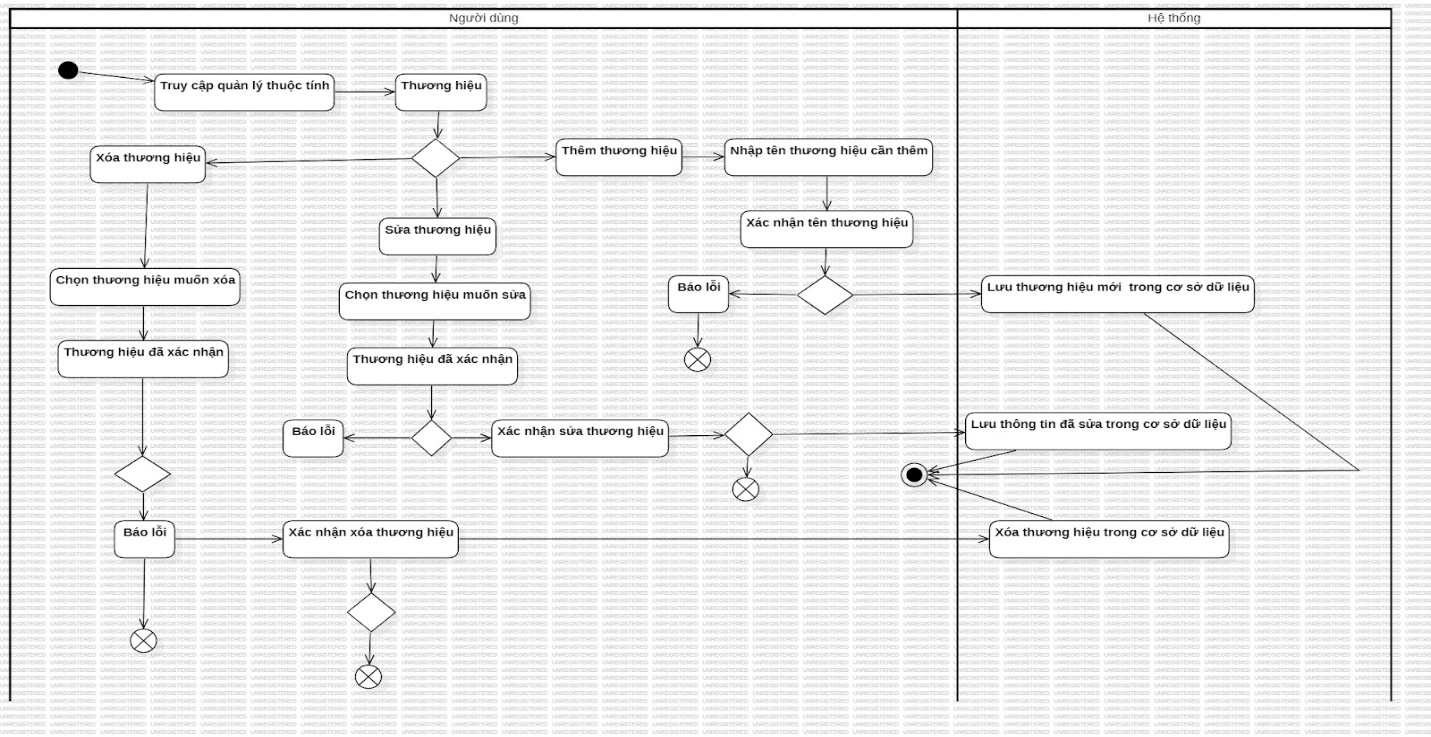 Người dùng
Hệ thống
Truy cập quản lý thuộc tính
Thương hiệu
Xóa thương hiệu
Thêm thương hiệu
Nhập tên thương hiệu cần thêm
Sửa thương hiệu
Xác nhận tên thương hiệu
Chọn thương hiệu muốn xóa
Chọn thương hiệu muốn sửa
Báo lỗi
Lưu thương hiệu mới trong cơ sở dữ liệu
Thương hiệu đã xác nhận
Thương hiệu đã xác nhận
Báo lỗi
Xác nhận sửa thương hiệu
Lưu thông tin đã sửa trong cơ sở dữ liệu
Báo lỗi
Xác nhận xóa thương hiệu
Xóa thương hiệu trong cơ sở dữ liệu
UNREGISTERED